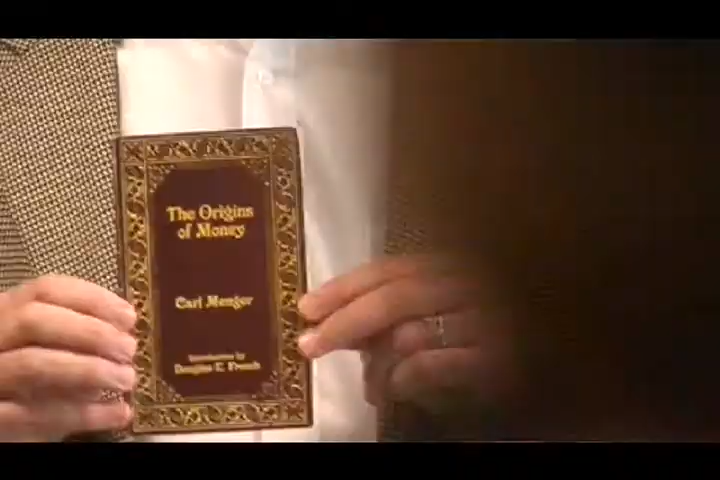 The Origins
of Money
Carl Menger
Introduction by
Douglas E. French